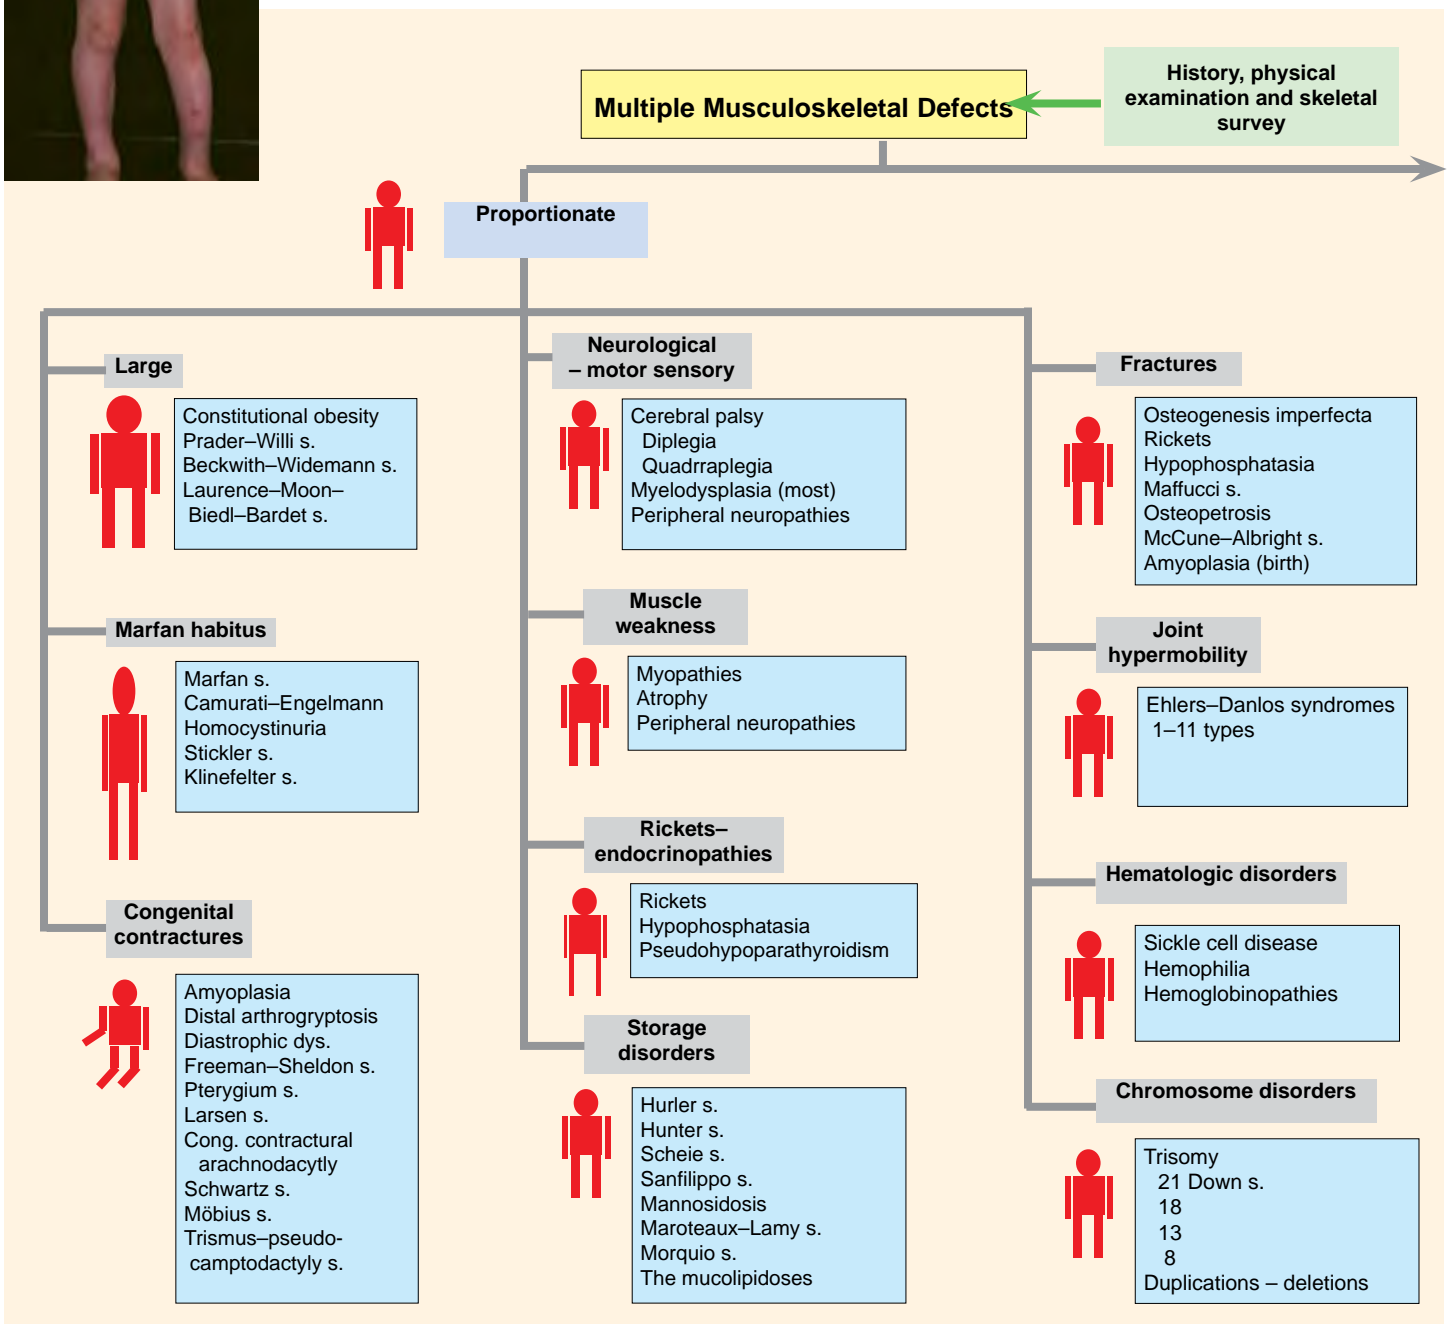 Multiple Musculoskeletal Defects
History, physical
examination and skeletal
survey
Proportionate
Large
Constitutional obesity
Prader–Willi s.
Beckwith–Widemann s.
Laurence–Moon–
Biedl–Bardet s.
Marfan habitus
Marfan s.
Camurati–Engelmann
Homocystinuria
Stickler s.
Klinefelter s.
Congenital
contractures
Amyoplasia
Distal arthrogryptosis
Diastrophic dys.
Freeman–Sheldon s.
Pterygium s.
Larsen s.
Cong. contractural
arachnodacytly
Schwartz s.
Möbius s.
Trismus–pseudo-
camptodactyly s.
Neurological
– motor sensory
Cerebral palsy
Diplegia
Quadrraplegia
Myelodysplasia (most)
Peripheral neuropathies
Muscle
weakness
Myopathies
Atrophy
Peripheral neuropathies
Rickets–
endocrinopathies
Rickets
Hypophosphatasia
Pseudohypoparathyroidism
Storage
disorders
Hurler s.
Hunter s.
Scheie s.
Sanfilippo s.
Mannosidosis
Maroteaux–Lamy s.
Morquio s.
The mucolipidoses
Fractures
Osteogenesis imperfecta
Rickets
Hypophosphatasia
Maffucci s.
Osteopetrosis
McCune–Albright s.
Amyoplasia (birth)
Joint
hypermobility
Ehlers–Danlos syndromes
1–11 types
Hematologic disorders
Sickle cell disease
Hemophilia
Hemoglobinopathies
Chromosome disorders
Trisomy
21 Down s.
18
13
8
Duplications – deletions